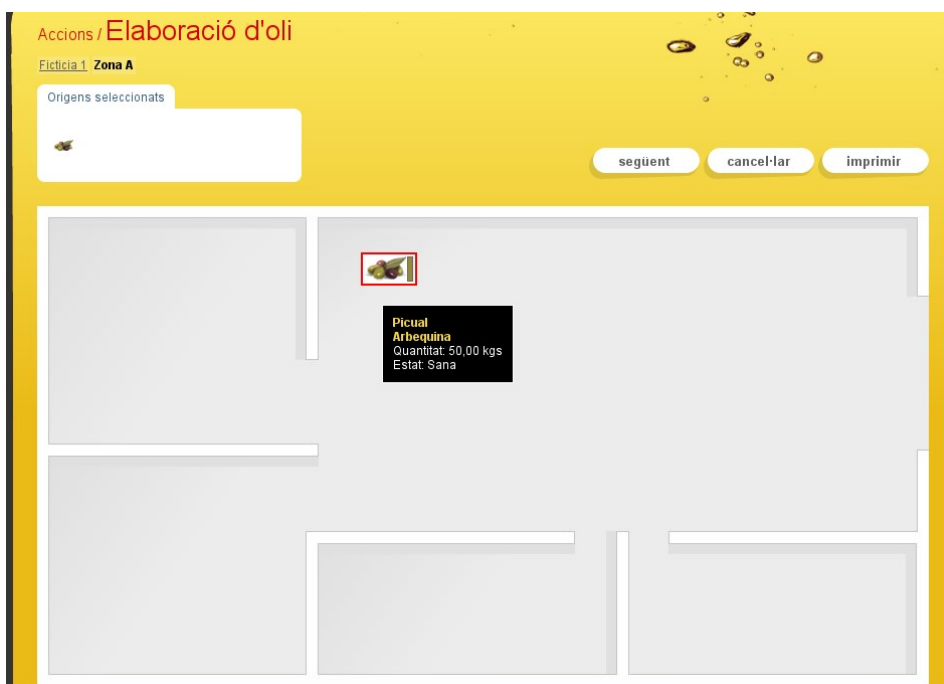 Accions / Elaboració d'oli
Ficticia 1 Zona A
Origens seleccionats
següent cancel·lar imprimir
Picual
Arbequina
Quantitat: 50,00 kgs
Estat: Sana